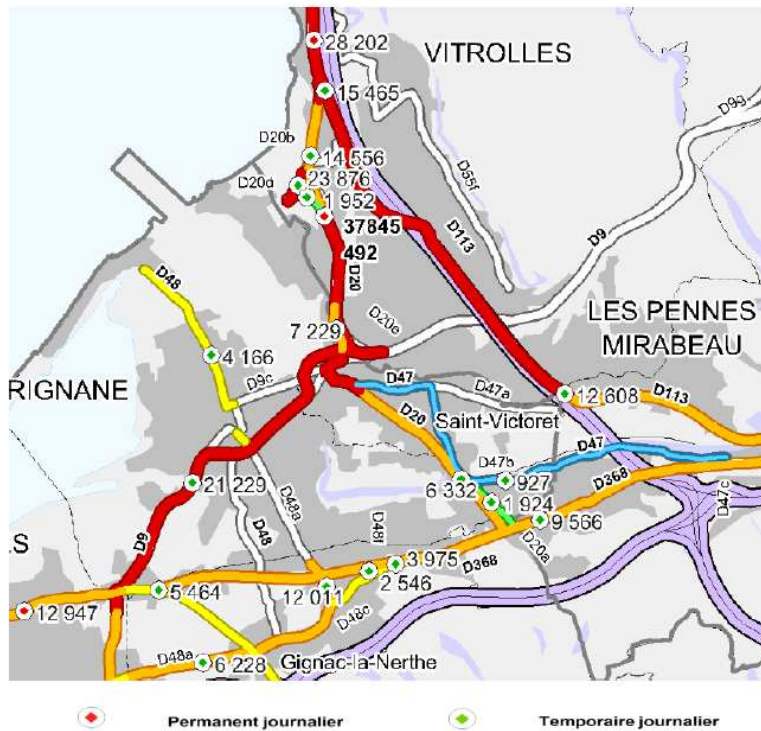 28 202
VITROLLES
15 465
D9g
D20b
14 556
D55f
D20d
23 876
1 952
37845
D113
492
D9
D20
D48
LES PENNES
MIRABEAU
7 229
D20e
4 166
RIGNANE
D9c
D47
D47a
12 608
D113
D20
Saint-Victoret
D47
D47b
D368
6 332
927
21 229
D48a
1 924
D47c
9 566
D48
D9
D48f
D20a
ES
3 975
D368
5 464
2 546
12 011
12 947
D48c
D48a
6 228
Gignac-la-Nerthe
Permanent journalier
Temporaire journalier